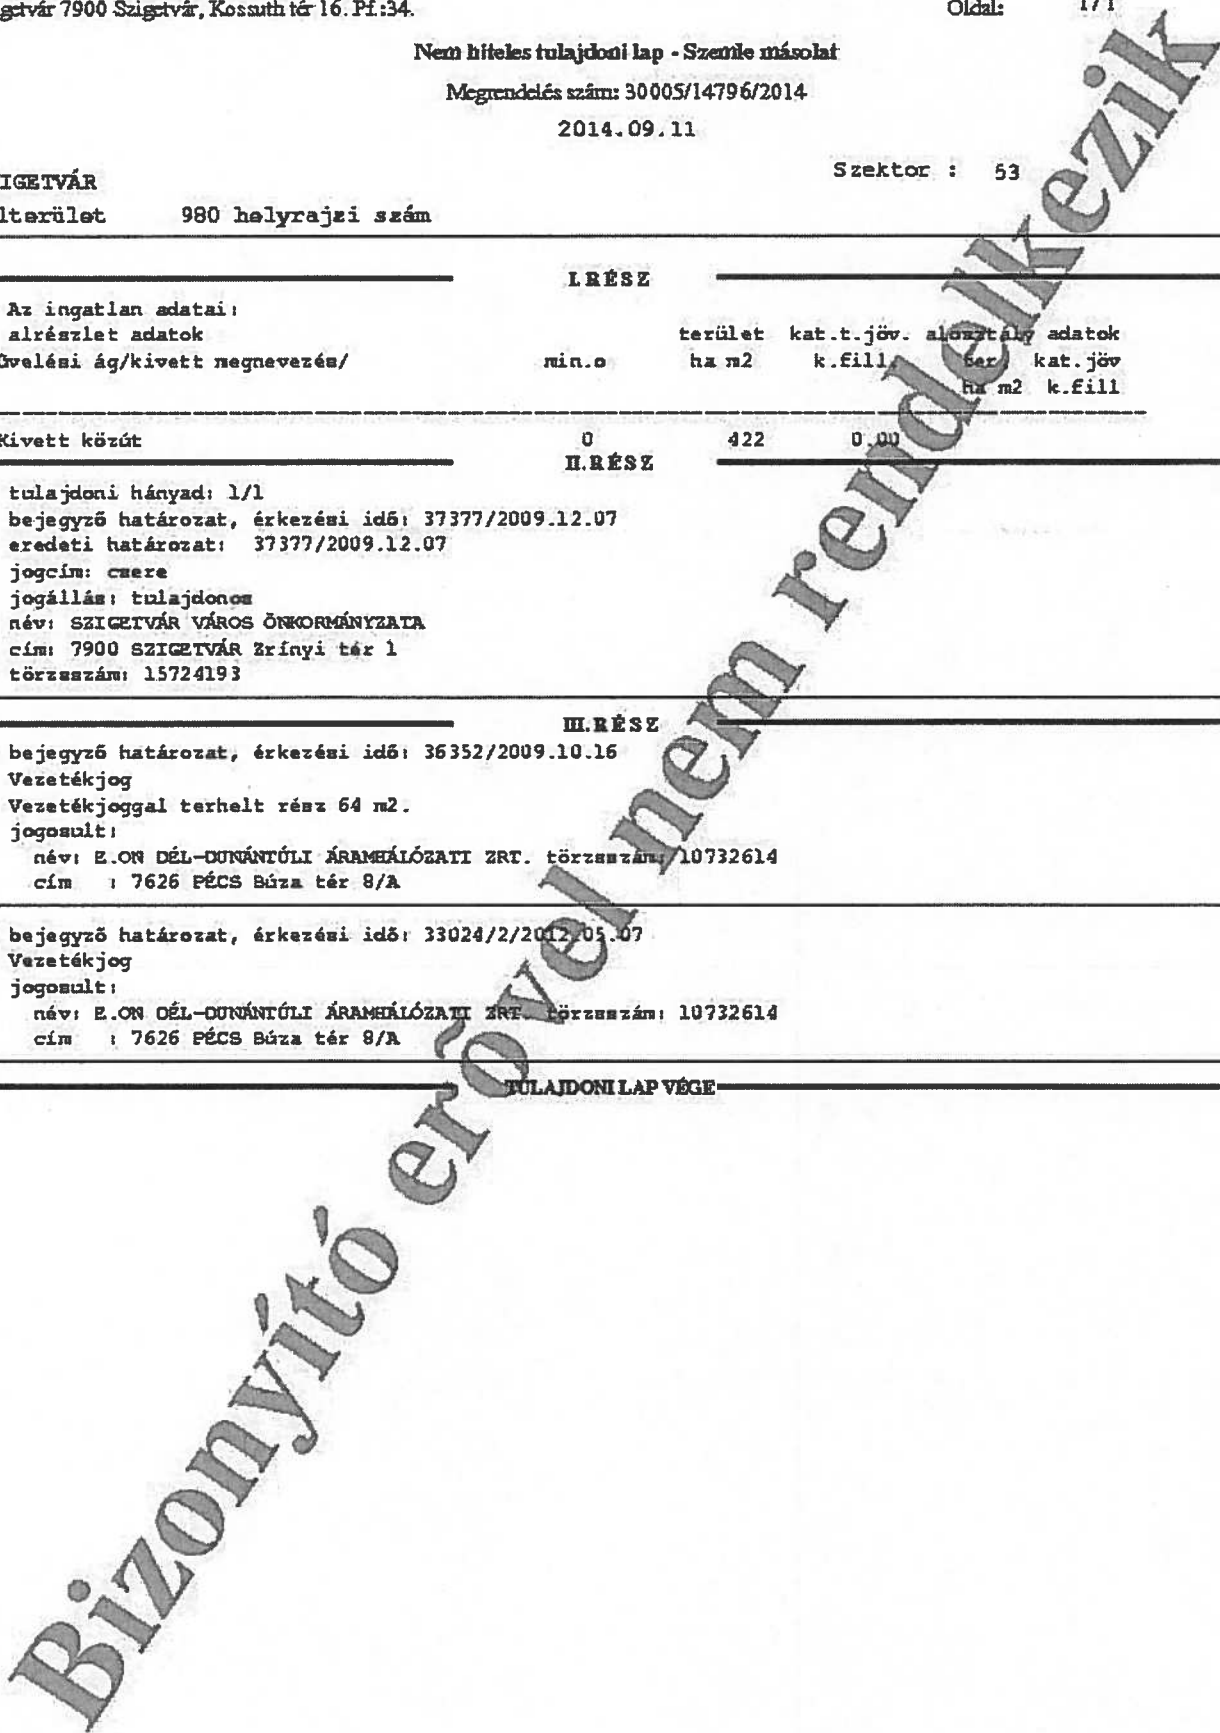 getvár 7900 Szigetvár, Kossuth tér 16. Pf.:34. Oldal: 1/1
Nem hiteles tulajdoni lap - Szemle másolat
Megrendelés szám: 30005/14796/2014
2014.09.11
Szektor : 53
IGETVÁR
lterület 980 helyrajzi szám
I.RÉSZ
Az ingatlan adatai:
alrészlet adatok terület kat.t.jöv. alosztály adatok
űvelési ág/kivett megnevezés/ min.o ha m2 k.fill. ter. kat.jöv
ha m2 k.fill
Kivett közút 0 422 0.00
II.RÉSZ
tulajdoni hányad: 1/1
bejegyző határozat, érkezési idő: 37377/2009.12.07
eredeti határozat: 37377/2009.12.07
jogcím: csere
jogállás: tulajdonos
név: SZIGETVÁR VÁROS ÖNKORMÁNYZATA
cím: 7900 SZIGETVÁR Zrínyi tér 1
törzsszám: 15724193
III.RÉSZ
bejegyző határozat, érkezési idő: 36352/2009.10.16
Vezetékjog
Vezetékjoggal terhelt rész 64 m2.
jogosult:
név: E.ON DÉL-DUNÁNTÚLI ÁRAMHÁLÓZATI ZRT. törzsszám: 10732614
cím : 7626 PÉCS Búza tér 8/A
bejegyző határozat, érkezési idő: 33024/2/2012.05.07
Vezetékjog
jogosult:
név: E.ON DÉL-DUNÁNTÚLI ÁRAMHÁLÓZATI ZRT. törzsszám: 10732614
cím : 7626 PÉCS Búza tér 8/A
TULAJDONI LAP VÉGE
Bizonyító erővel nem rendelkezik